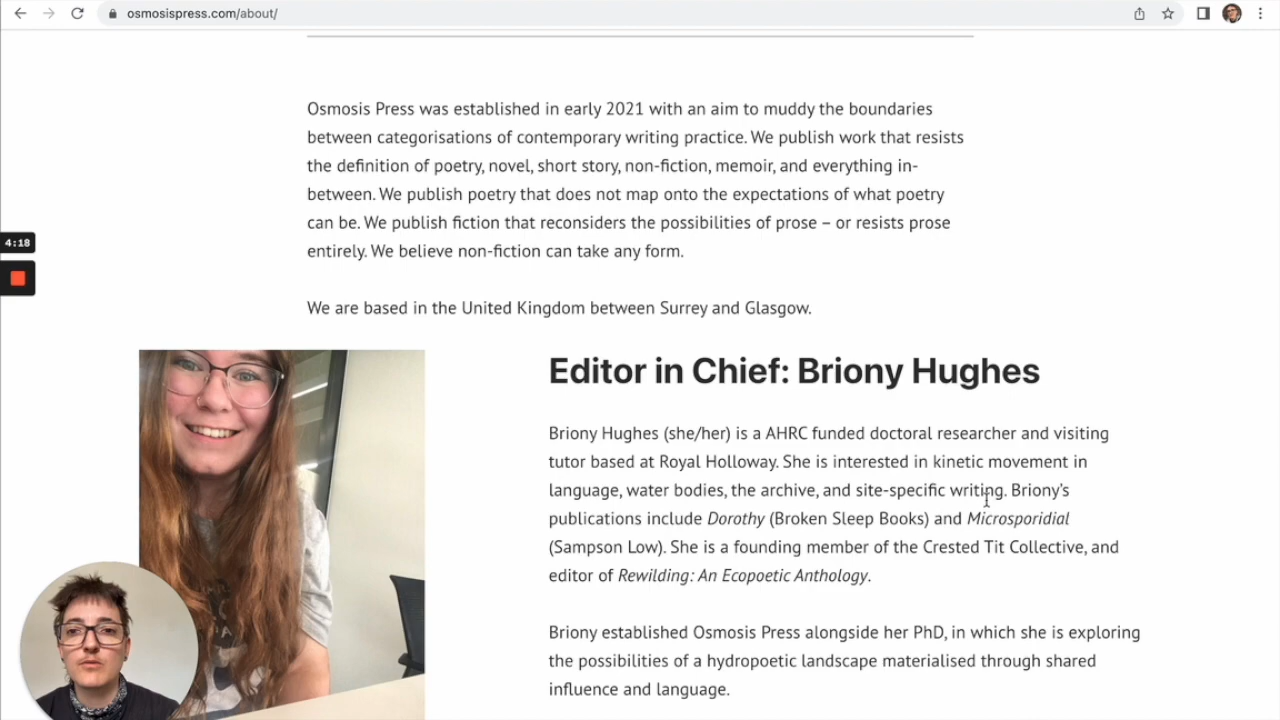 osmosispress.com/about/
Osmosis Press was established in early 2021 with an aim to muddy the boundaries
between categorisations of contemporary writing practice. We publish work that resists
the definition of poetry, novel, short story, non-fiction, memoir, and everything in-
between. We publish poetry that does not map onto the expectations of what poetry
can be. We publish fiction that reconsiders the possibilities of prose – or resists prose
entirely. We believe non-fiction can take any form.
4:18
We are based in the United Kingdom between Surrey and Glasgow.
Editor in Chief: Briony Hughes
Briony Hughes (she/her) is a AHRC funded doctoral researcher and visiting
tutor based at Royal Holloway. She is interested in kinetic movement in
language, water bodies, the archive, and site-specific writing. Briony’s
publications include Dorothy (Broken Sleep Books) and Microsporidial
(Sampson Low). She is a founding member of the Crested Tit Collective, and
editor of Rewilding: An Ecopoetic Anthology.
Briony established Osmosis Press alongside her PhD, in which she is exploring
the possibilities of a hydropoetic landscape materialised through shared
influence and language.